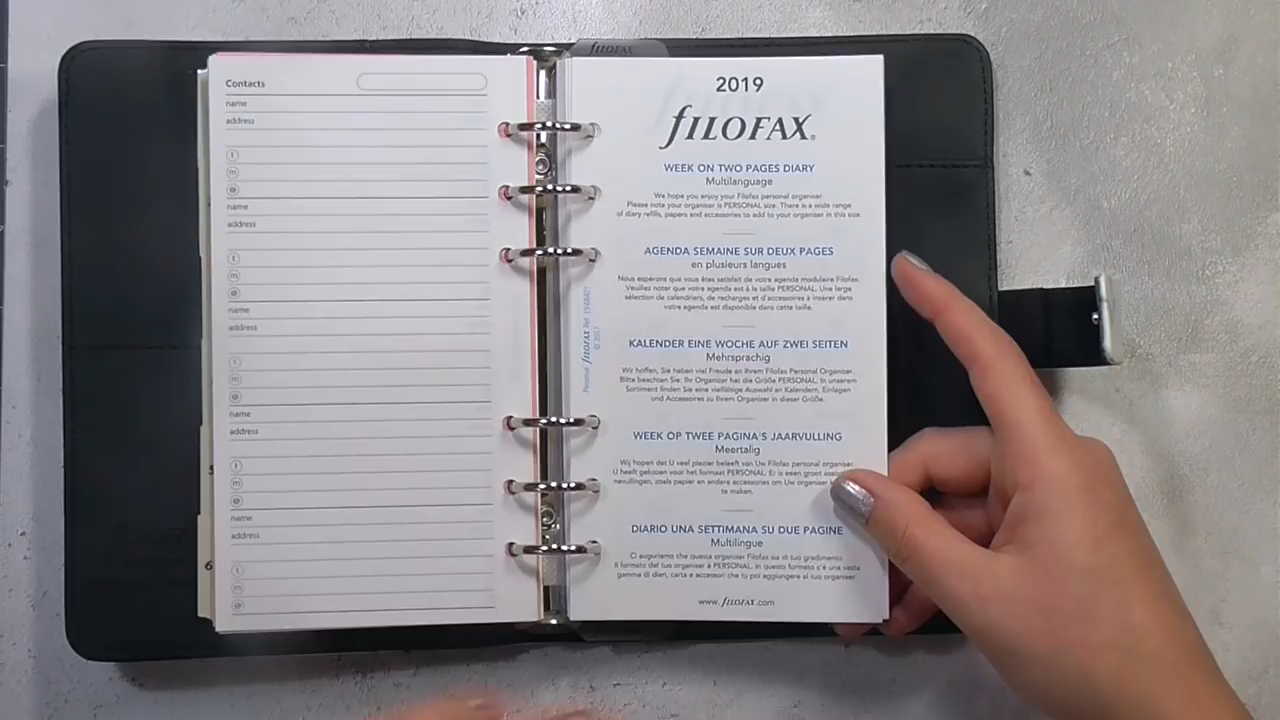 FILOFAX
Contacts
name
address
t
m
@
name
address
t
m
@
name
address
t
m
@
name
address
t
m
@
name
address
t
m
@
6
2019
FILOFAX®
WEEK ON TWO PAGES DIARY
Multilanguage
We hope you enjoy your Filofax personal organiser.
Please note your organiser is PERSONAL size. There is a wide range
of diary refills, papers and accessories to add to your organiser in this size.
AGENDA SEMAINE SUR DEUX PAGES
en plusieurs langues
Nous espérons que vous êtes satisfait de votre agenda modulaire Filofax.
Veuillez noter que votre agenda est à la taille PERSONAL. Une large
sélection de calendriers, de recharges et d'accessoires à insérer dans
votre agenda est disponible dans cette taille.
KALENDER EINE WOCHE AUF ZWEI SEITEN
Mehrsprachig
Wir hoffen, Sie haben viel Freude an Ihrem Filofax Personal Organizer.
Bitte beachten Sie: Ihr Organizer hat die Größe PERSONAL. In unserem
Sortiment finden Sie eine vielfältige Auswahl an Kalendern, Einlagen
und Accessoires zu Ihrem Organizer in dieser Größe.
WEEK OP TWEE PAGINA'S JAARVULLING
Meertalig
Wij hopen dat U veel plezier beleeft van Uw Filofax personal organiser.
U heeft gekozen voor het formaat PERSONAL. Er is een groot
navullingen, zoals papier en andere accessories om Uw organiser
te maken.
DIARIO UNA SETTIMANA SU DUE PAGINE
Multilingue
Ci auguriamo che questa organiser Filofax sia di tuo gradimento.
Il formato del tuo organiser è PERSONAL. In questo formato c'è una vasta
gamma di diari, carta e accessori che tu poi aggiungere al tuo organiser
www.FILOFAX.com
Personal FILOFAX Ref.
© 2017